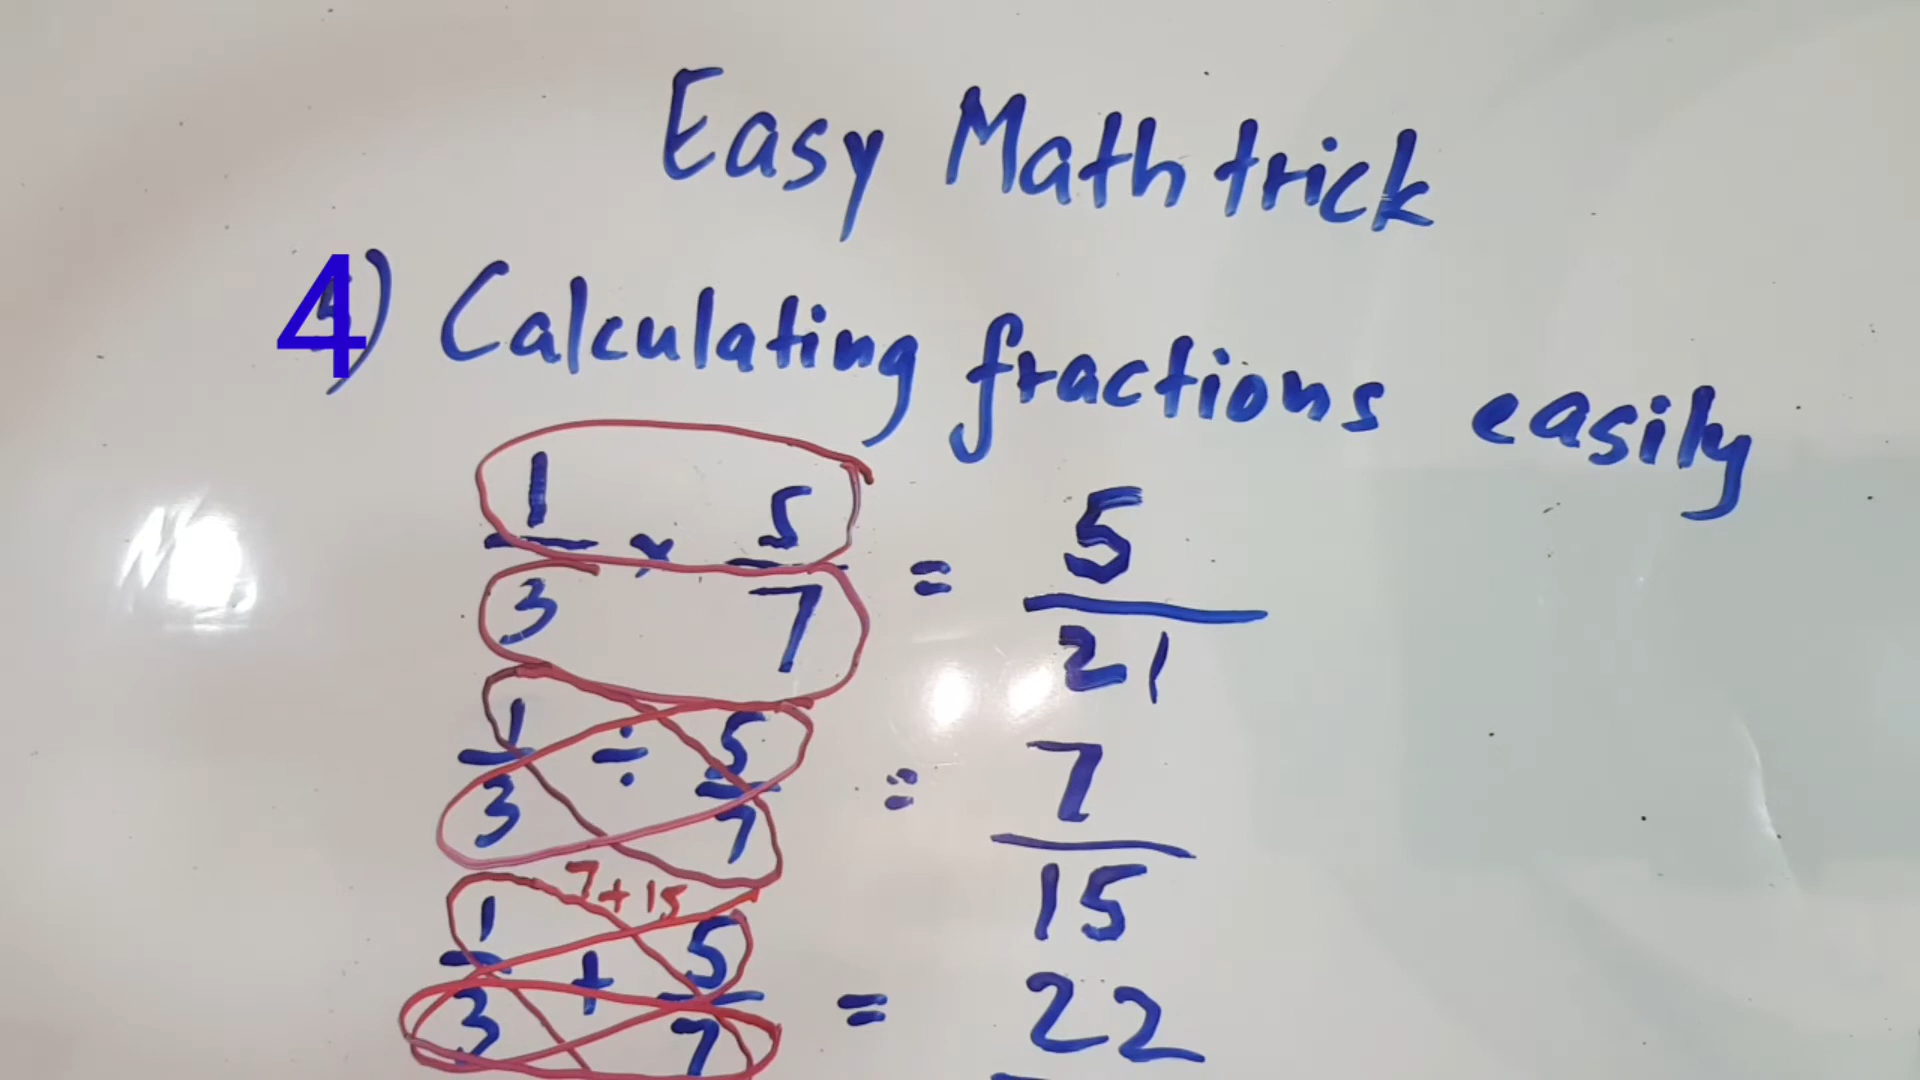 Easy Math trick
4) Calculating fractions easily
1/3 × 5/7 = 5/21
1/3 ÷ 5/7 = 7/15
7+15
1/3 + 5/7 = 22